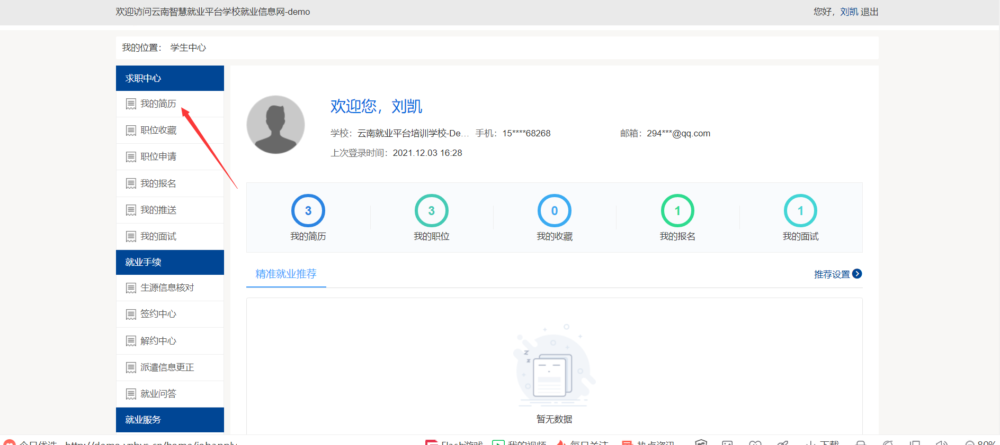 欢迎访问云南智慧就业平台学校就业信息网-demo
您好，刘凯 退出
我的位置： 学生中心
求职中心
我的简历
职位收藏
职位申请
我的报名
我的推送
我的面试
就业手续
生源信息核对
签约中心
解约中心
派遣信息更正
就业问答
就业服务
欢迎您，刘凯
学校：云南就业平台培训学校-De... 手机：15****68268 邮箱：294***@qq.com
上次登录时间：2021.12.03 16:28
3 3 0 1 1
我的简历 我的职位 我的收藏 我的报名 我的面试
精准就业推荐 推荐设置
暂无数据
今日优选 http://demo.ynbys.cn/home/jobapply Flash游戏 我的视频 每日关注 热点资讯 下载 80%